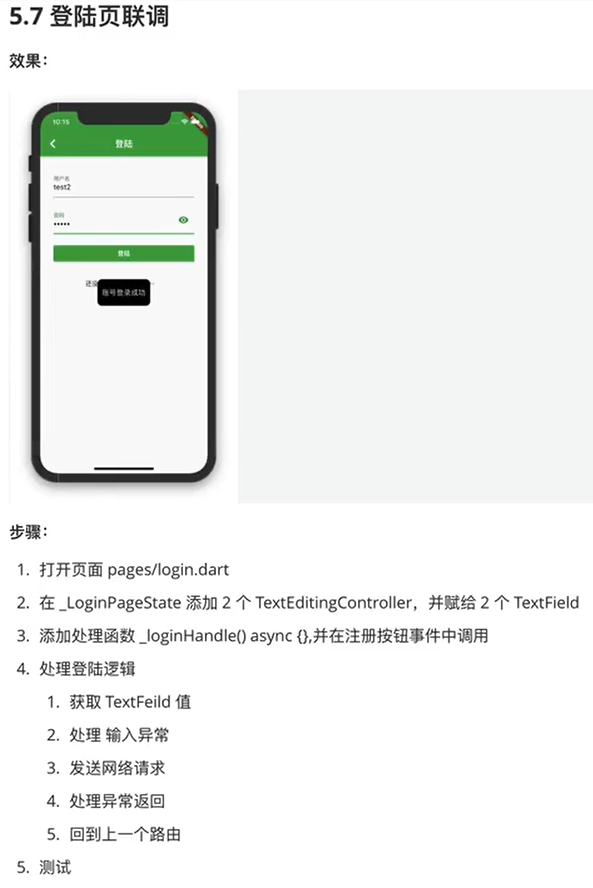 5.7 登陆页联调
效果：
10:15
登陆
用户名
test2
密码
•••••
登陆
还没
账号登录成功
步骤：
1. 打开页面 pages/login.dart
2. 在 _LoginPageState 添加 2 个 TextEditingController，并赋给 2 个 TextField
3. 添加处理函数 _loginHandle() async {},并在注册按钮事件中调用
4. 处理登陆逻辑
1. 获取 TextFeild 值
2. 处理 输入异常
3. 发送网络请求
4. 处理异常返回
5. 回到上一个路由
5. 测试